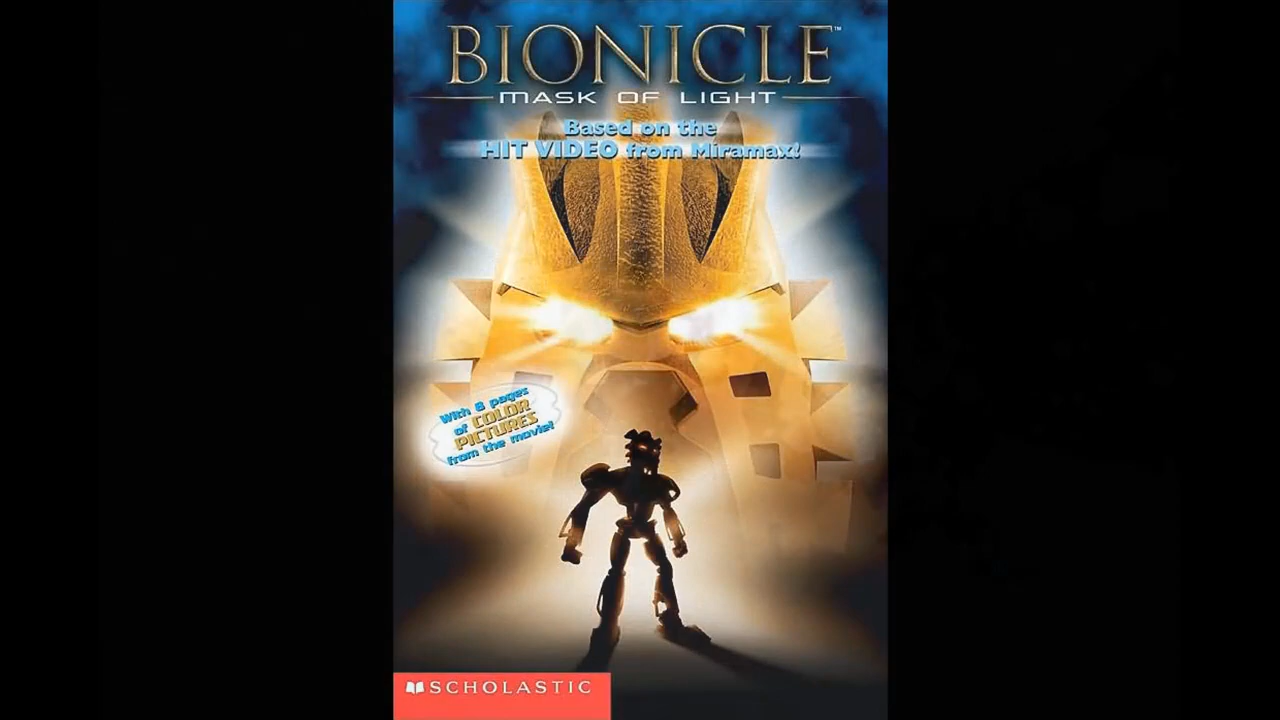 BIONICLE™
MASK OF LIGHT
Based on the
HIT VIDEO from Miramax!
With 8 pages
of COLOR
PICTURES
from the movie!
SCHOLASTIC